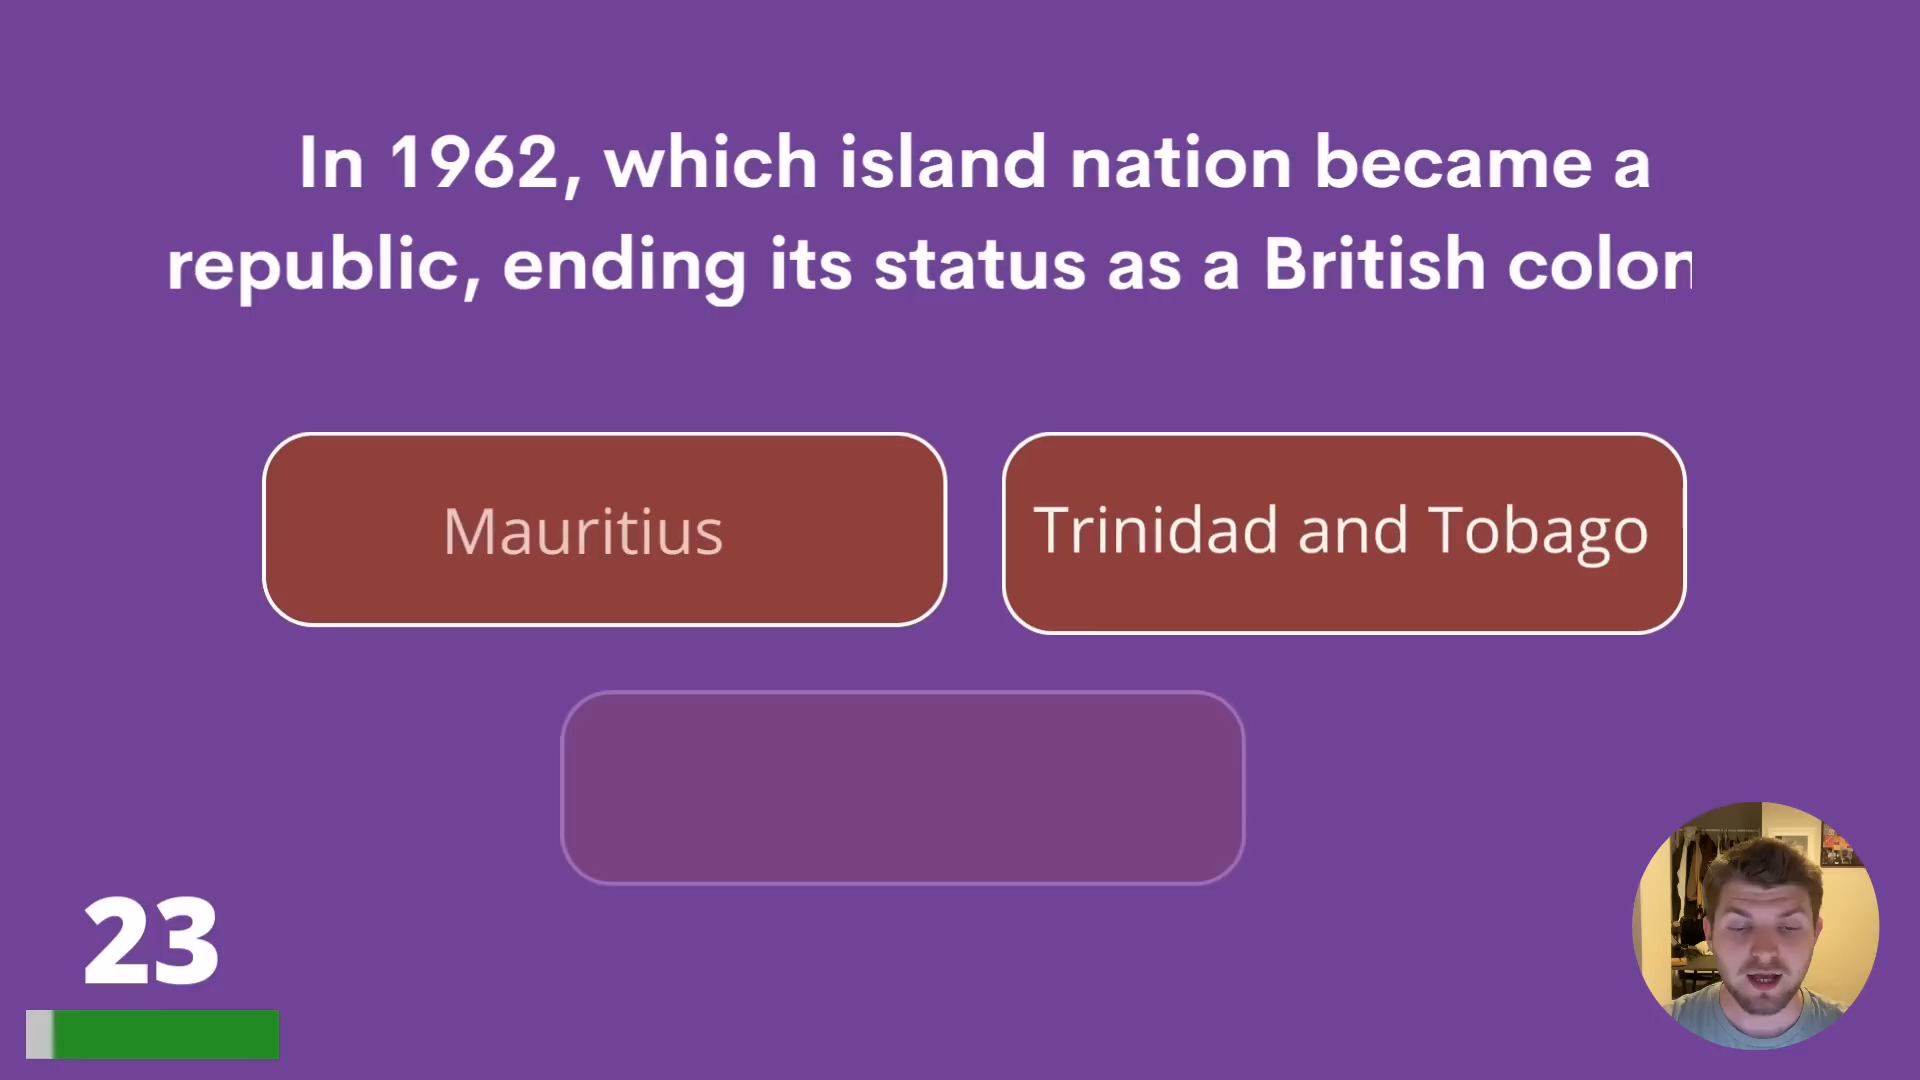 In 1962, which island nation became a
republic, ending its status as a British colon
Mauritius
Trinidad and Tobago
23